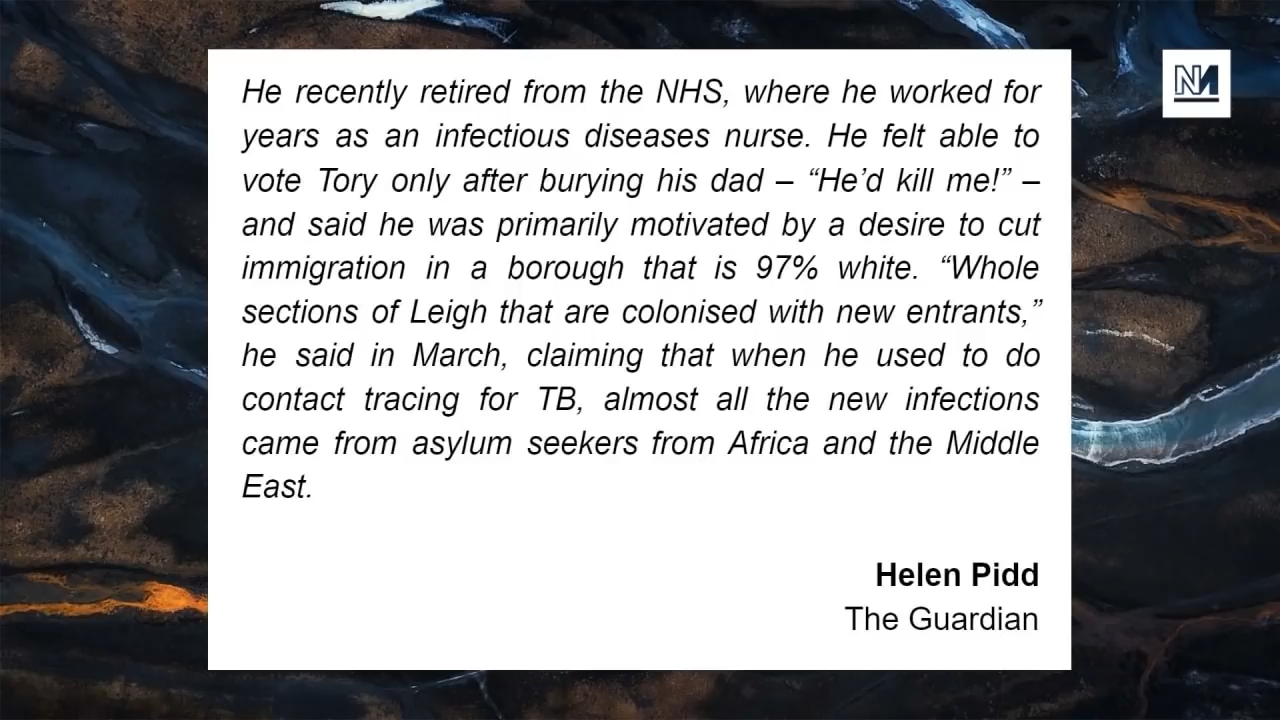 NM
He recently retired from the NHS, where he worked for
years as an infectious diseases nurse. He felt able to
vote Tory only after burying his dad – “He’d kill me!” –
and said he was primarily motivated by a desire to cut
immigration in a borough that is 97% white. “Whole
sections of Leigh that are colonised with new entrants,”
he said in March, claiming that when he used to do
contact tracing for TB, almost all the new infections
came from asylum seekers from Africa and the Middle
East.
Helen Pidd
The Guardian